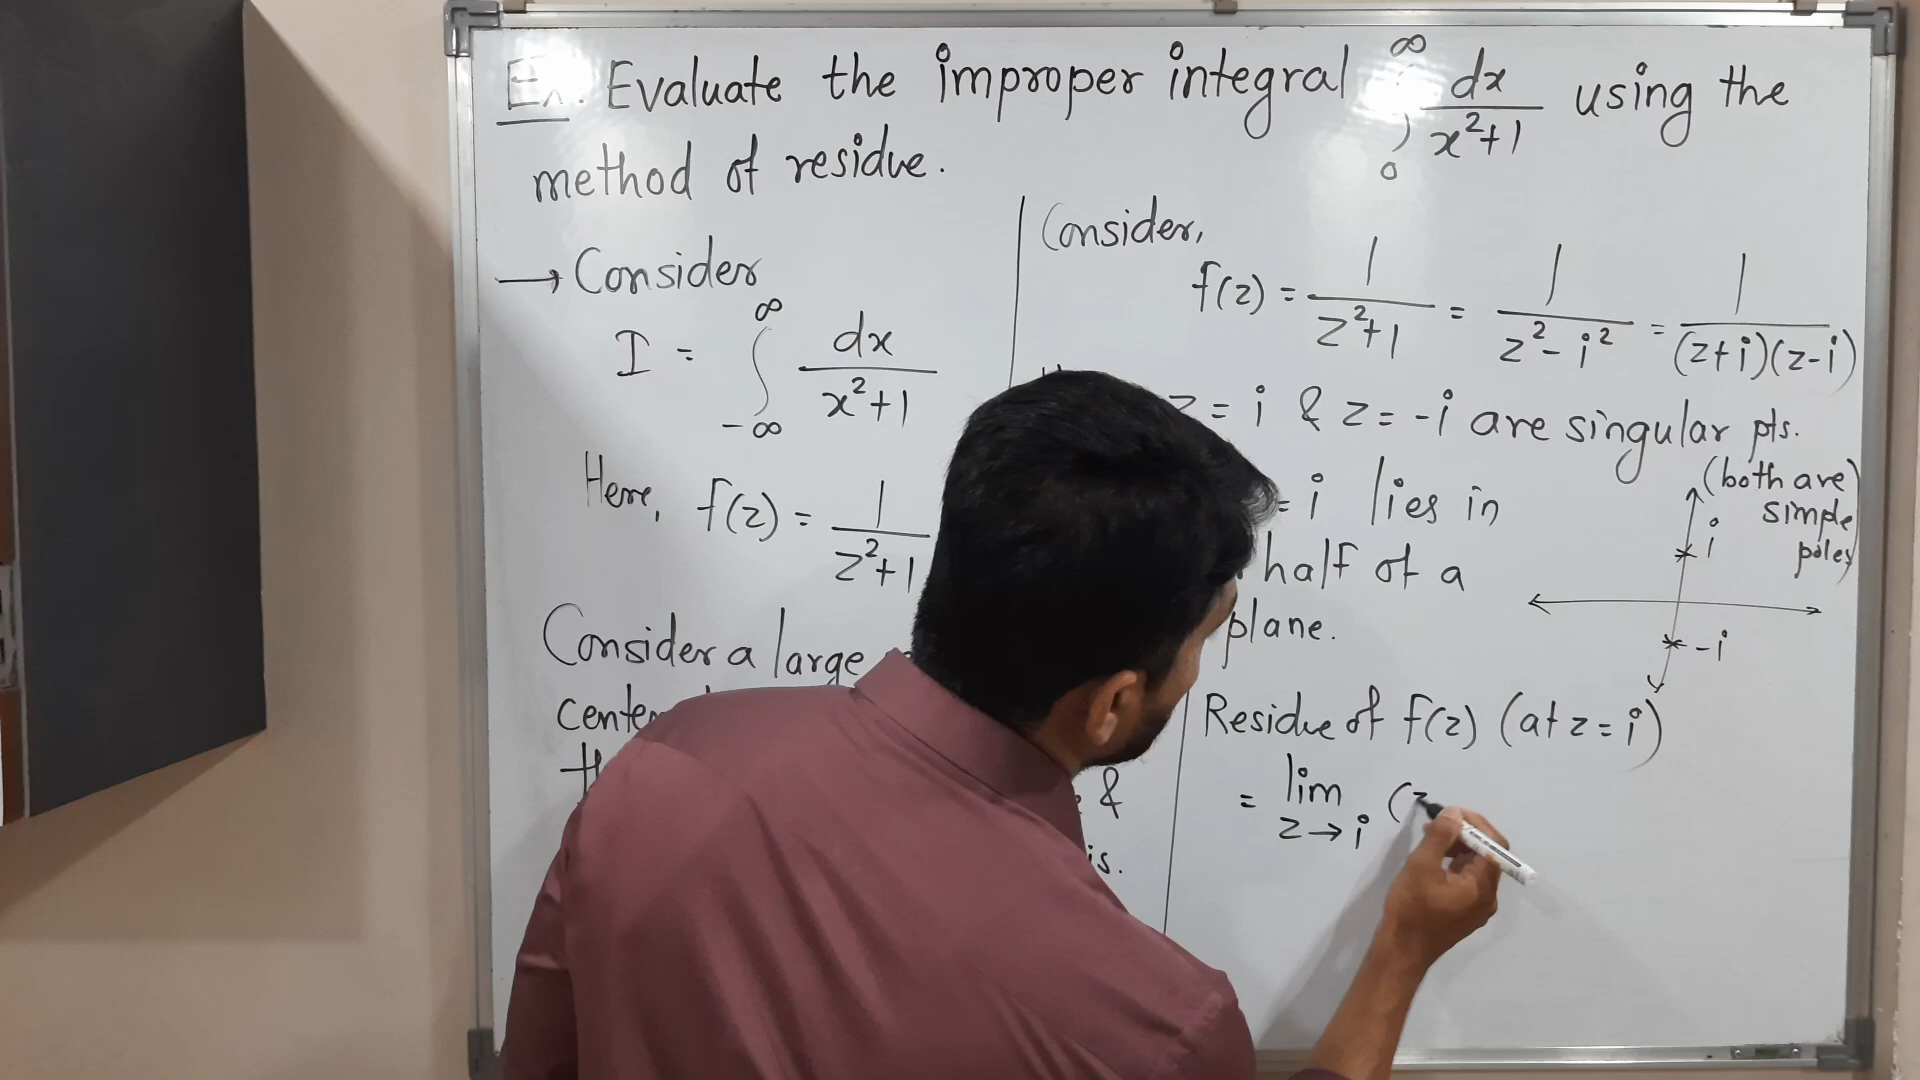 Ex. Evaluate the improper integral ∫₀^∞ dx/(x²+1) using the
method of residue.
→ Consider
I = ∫_{-∞}^{∞} dx/(x²+1)
Here, f(z) = 1/(z²+1)
Consider a large
&
is.
Consider,
f(z) = 1/(z²+1) = 1/(z²-i²) = 1/((z+i)(z-i))
z = i & z = -i are singular pts.
(both are
simple
poles)
= i lies in
half of a
plane.
i
-i
Residue of f(z) (at z = i)
= lim_{z→i} (z